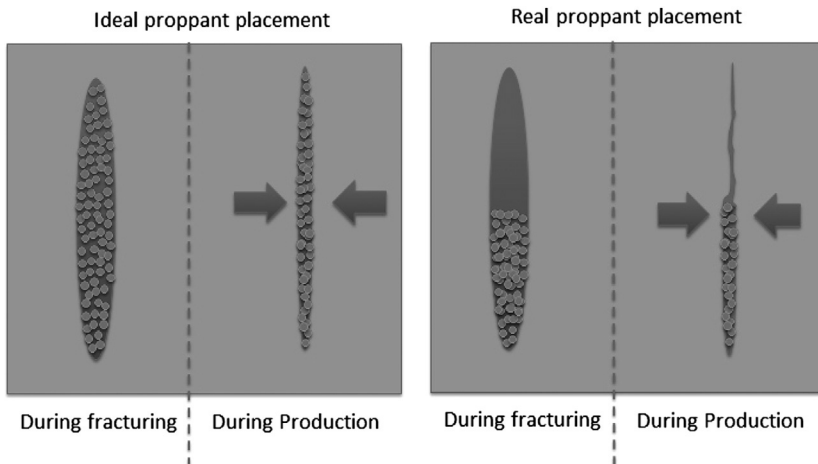 Ideal proppant placement
Real proppant placement
During fracturing
During Production
During fracturing
During Production